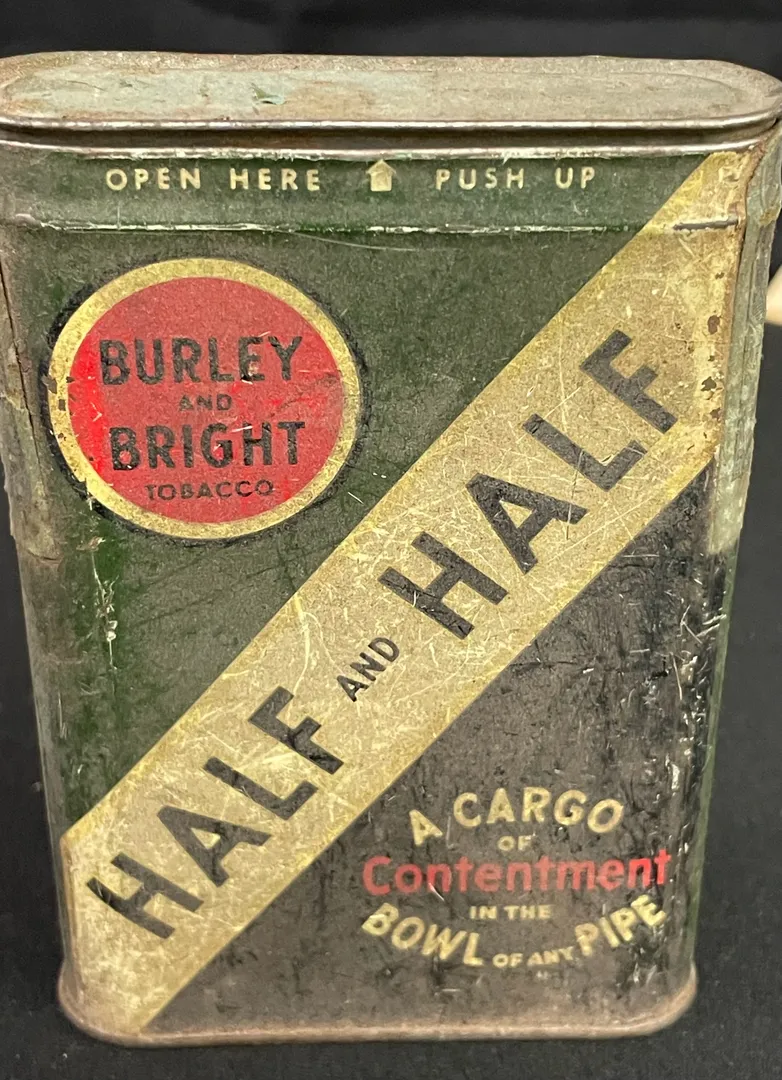 OPEN HERE PUSH UP
BURLEY
AND
BRIGHT
TOBACCO
HALF AND HALF
A CARGO
OF
Contentment
IN THE
BOWL OF ANY PIPE